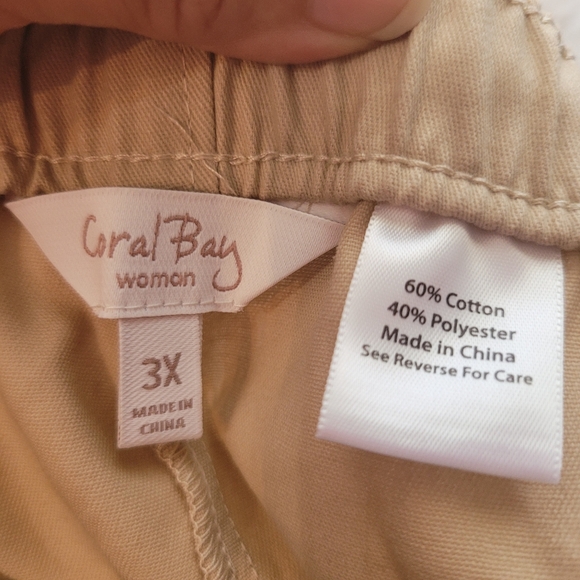 Coral Bay
woman
3X
MADE IN
CHINA
60% Cotton
40% Polyester
Made in China
See Reverse For Care